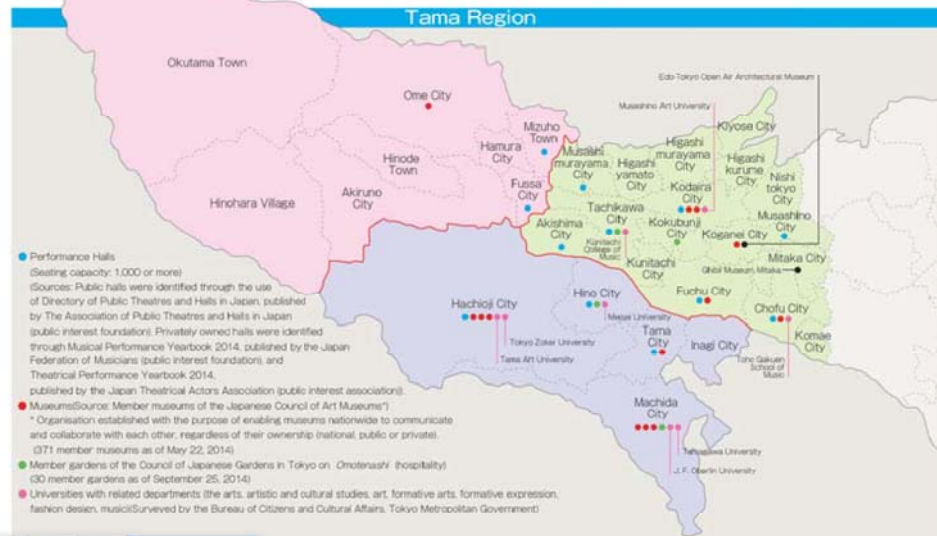 Tama Region
Okutama Town
Ome City
Mizuho
Town
Hamura
City
Hinode
Town
Fussa
City
Akiruno
City
Hinohara Village
Edo-Tokyo Open Air Architectural Museum
Musashino Art University
Kiyose City
Musashi
murayama
City
Higashi
yamato
City
Higashi
murayama
City
Higashi
kurume
City
Nishi
tokyo
City
Kodaira
City
Tachikawa
City
Akishima
City
Kunitachi
College of
Music
Kokubunji
City
Koganei City
Musashino
City
Kunitachi
City
Mitaka City
Ghibli Museum, Mitaka
Fuchu City
Chofu City
Komae
City
Toho Gakuen
School of
Music
Hachioji City
Hino City
Meisei University
Tokyo Zokei University
Tama Art University
Tama
City
Inagi City
Machida
City
Tamagawa University
J. F. Oberlin University
Performance Halls
(Seating capacity: 1,000 or more)
(Sources: Public halls were identified through the use
of Directory of Public Theatres and Halls in Japan, published
by The Association of Public Theatres and Halls in Japan
(public interest foundation). Privately owned halls were identified
through Musical Performance Yearbook 2014, published by the Japan
Federation of Musicians (public interest foundation), and
Theatrical Performance Yearbook 2014,
published by the Japan Theatrical Actors Association (public interest association).
Museums(Source: Member museums of the Japanese Council of Art Museums*)
* Organisation established with the purpose of enabling museums nationwide to communicate
and collaborate with each other, regardless of their ownership (national, public or private).
(371 member museums as of May 22, 2014)
Member gardens of the Council of Japanese Gardens in Tokyo on Omotenashi (hospitality)
(30 member gardens as of September 25, 2014)
Universities with related departments (the arts, artistic and cultural studies, art, formative arts, formative expression,
fashion design, music)(Surveyed by the Bureau of Citizens and Cultural Affairs, Tokyo Metropolitan Government)